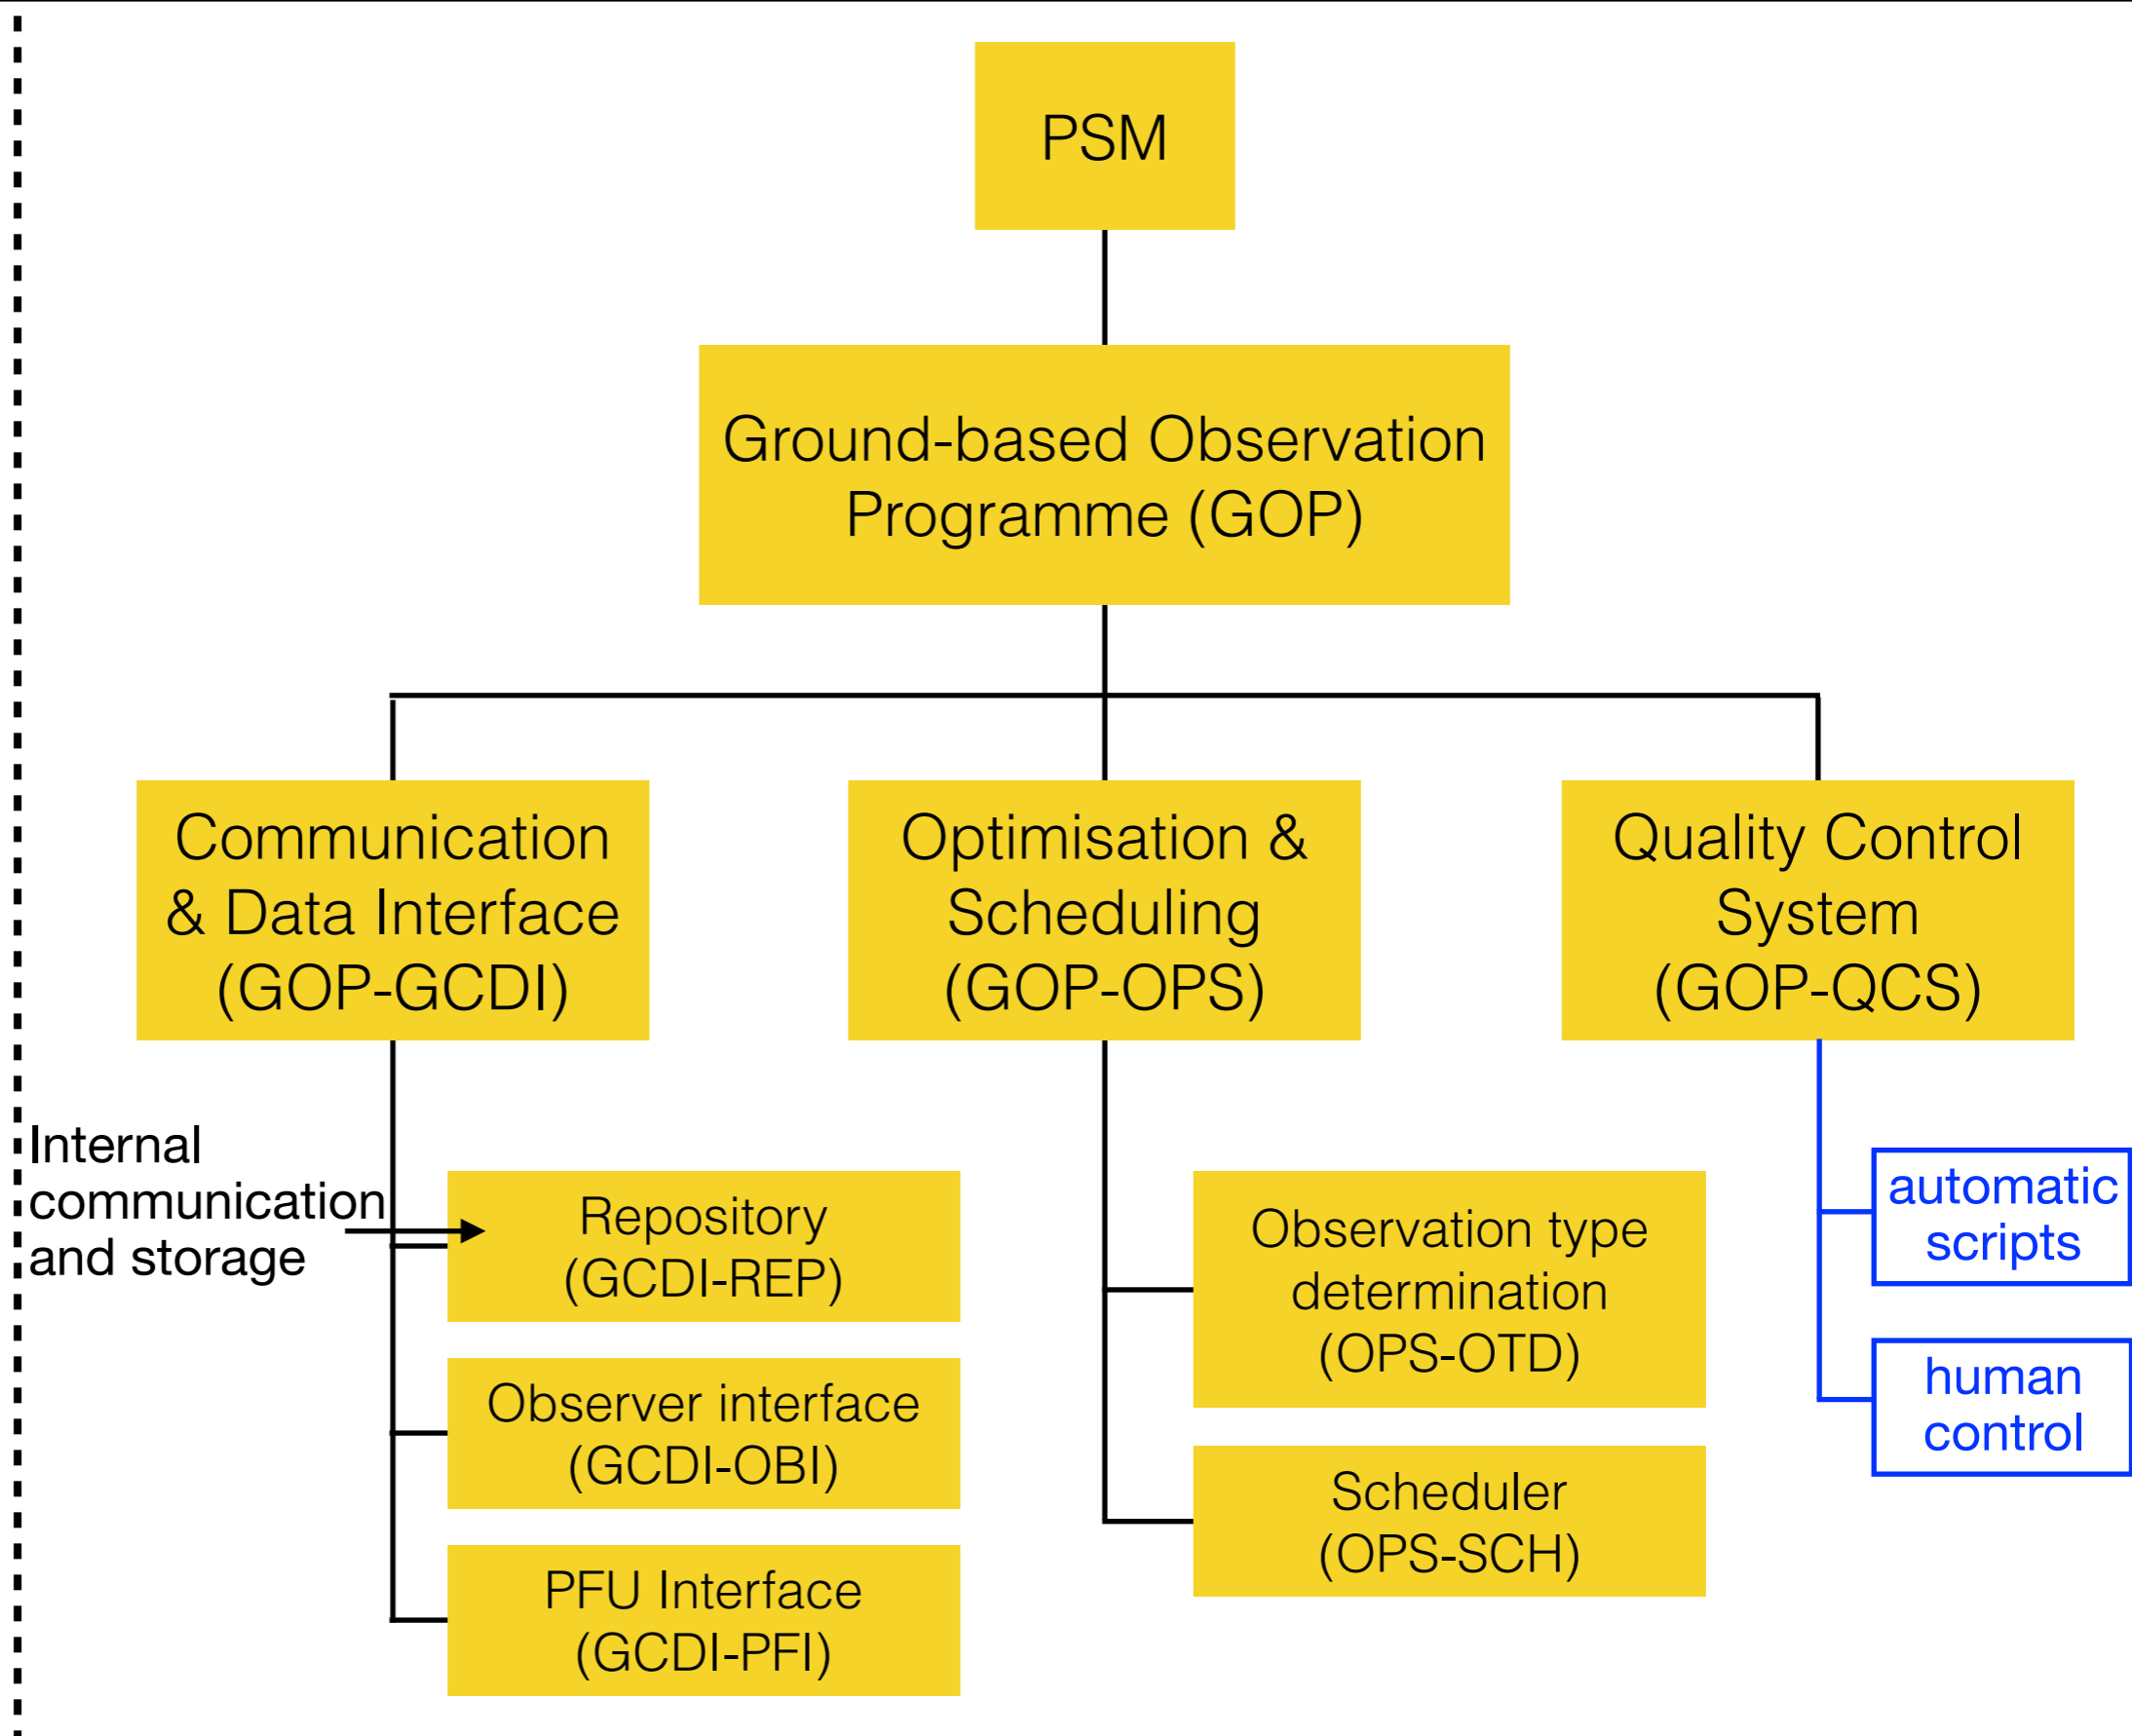 PSM
Ground-based Observation
Programme (GOP)
Communication
& Data Interface
(GOP-GCDI)
Optimisation &
Scheduling
(GOP-OPS)
Quality Control
System
(GOP-QCS)
Internal
communication
and storage
Repository
(GCDI-REP)
Observer interface
(GCDI-OBI)
PFU Interface
(GCDI-PFI)
Observation type
determination
(OPS-OTD)
Scheduler
(OPS-SCH)
automatic
scripts
human
control